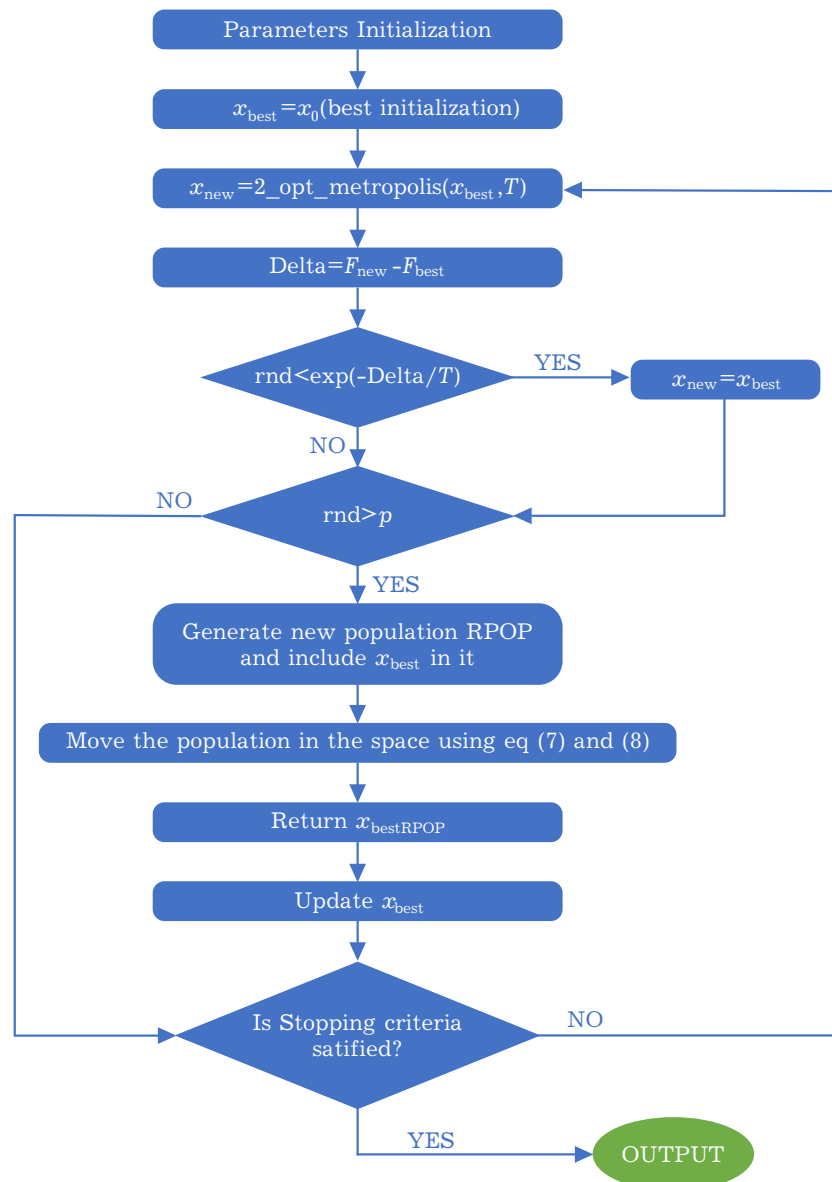 Parameters Initialization
x_best=x_0(best initialization)
x_new=2_opt_metropolis(x_best,T)
Delta=F_new-F_best
rnd<exp(-Delta/T)
YES
x_new=x_best
NO
NO
rnd>p
YES
Generate new population RPOP
and include x_best in it
Move the population in the space using eq (7) and (8)
Return x_bestRPOP
Update x_best
Is Stopping criteria
satified?
NO
YES
OUTPUT